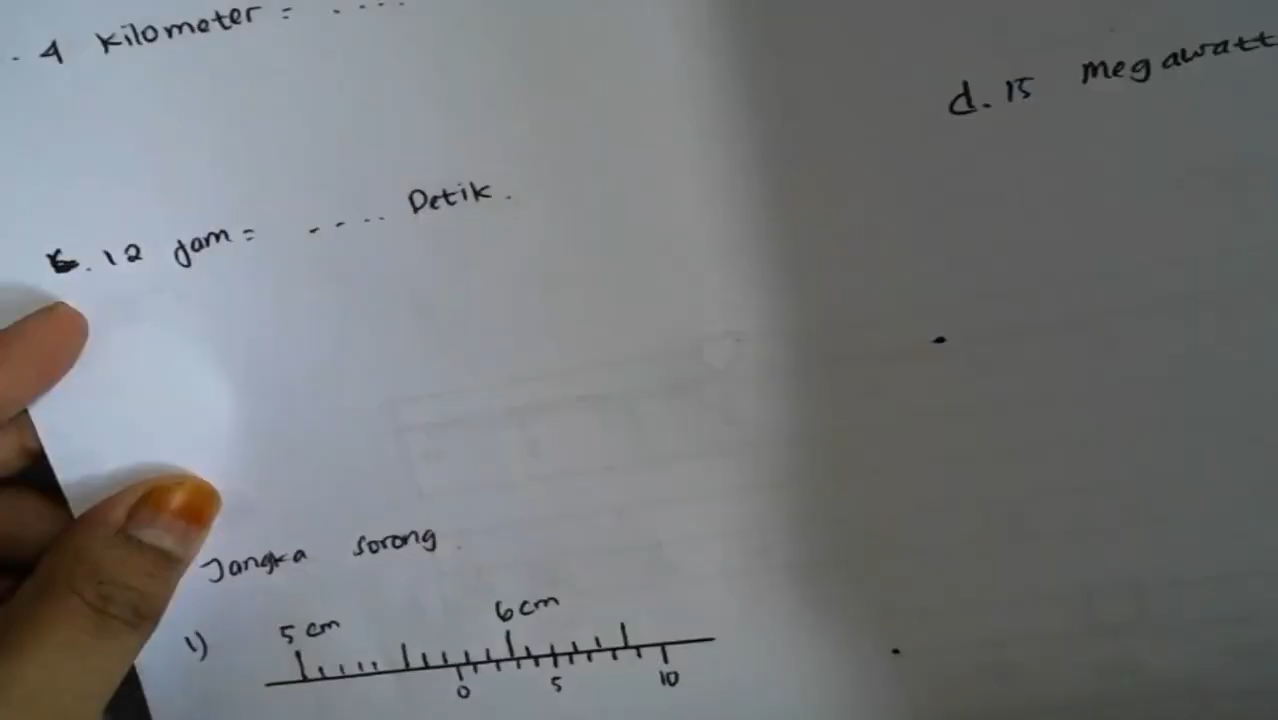 . 4 Kilometer = ....
d. 15 Megawatt
. 12 Jam = .... Detik.
Jangka Sorong
1)
5 cm 6 cm
0 5 10